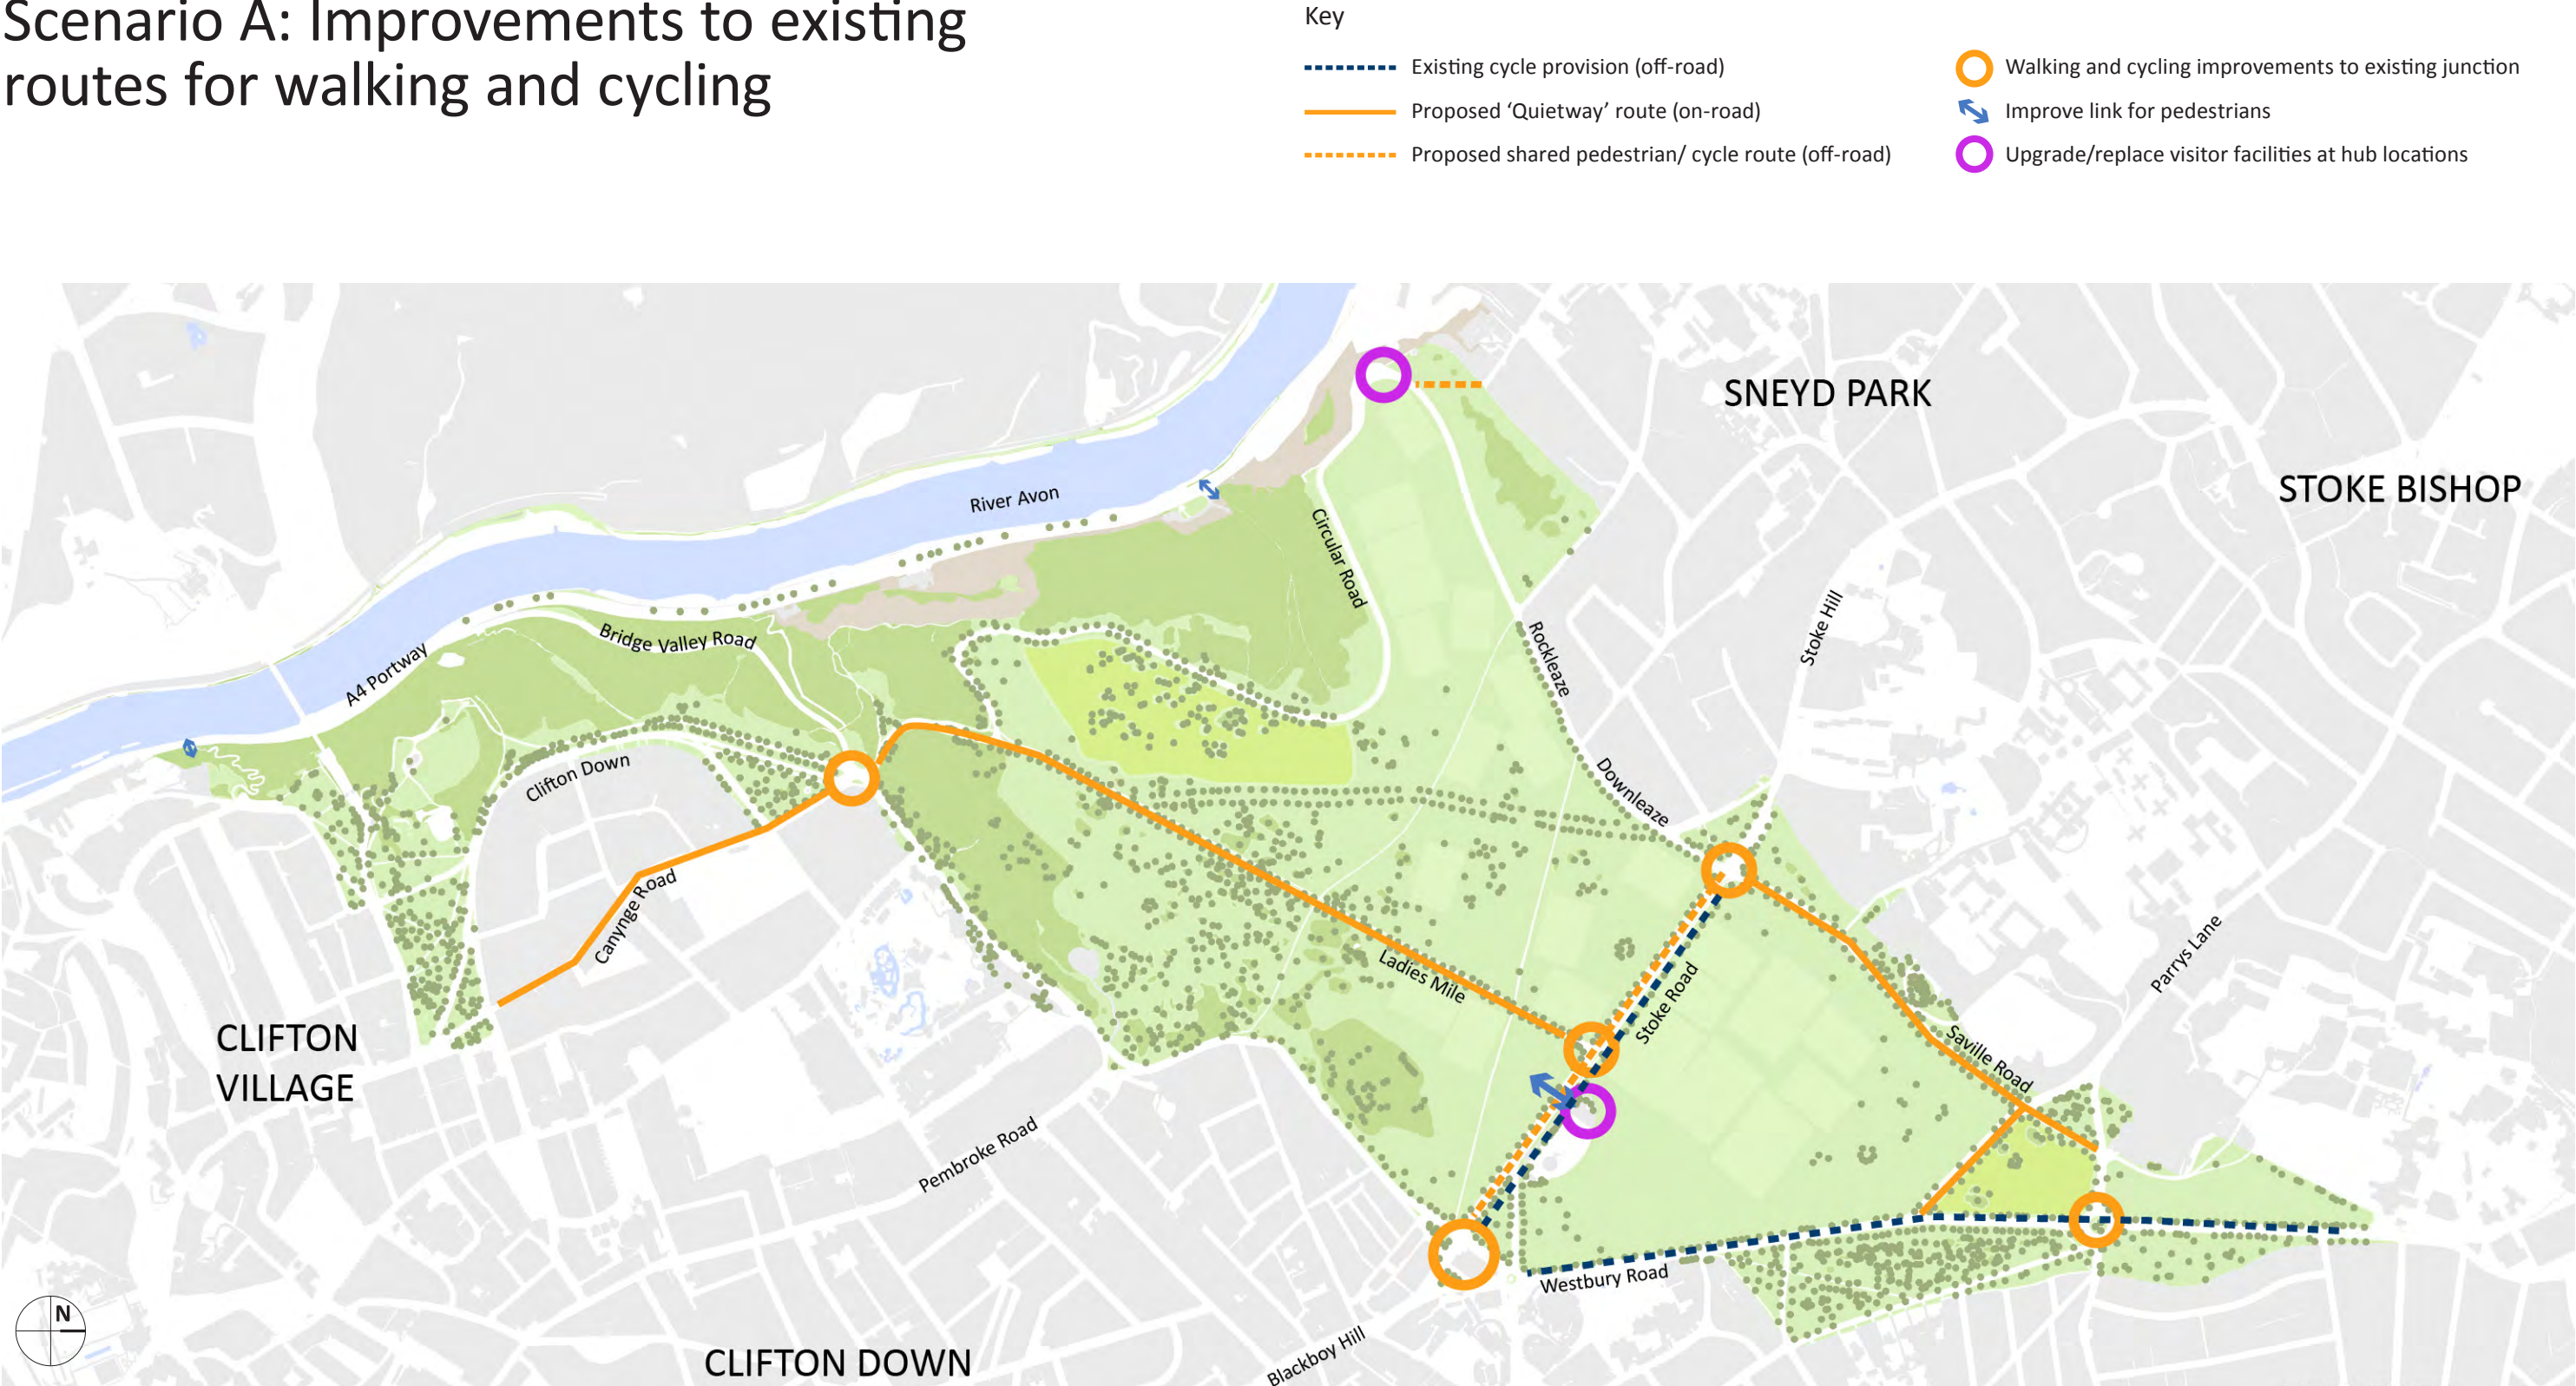 Scenario A: Improvements to existing
routes for walking and cycling
Key
Existing cycle provision (off-road)
Proposed ‘Quietway’ route (on-road)
Proposed shared pedestrian/ cycle route (off-road)
Walking and cycling improvements to existing junction
Improve link for pedestrians
Upgrade/replace visitor facilities at hub locations
SNEYD PARK
STOKE BISHOP
River Avon
Circular Road
Bridge Valley Road
A4 Portway
Rockleaze
Stoke Hill
Clifton Down
Downleaze
Canynge Road
Ladies Mile
Stoke Road
Parrys Lane
Saville Road
CLIFTON
VILLAGE
Pembroke Road
Westbury Road
N
CLIFTON DOWN
Blackboy Hill